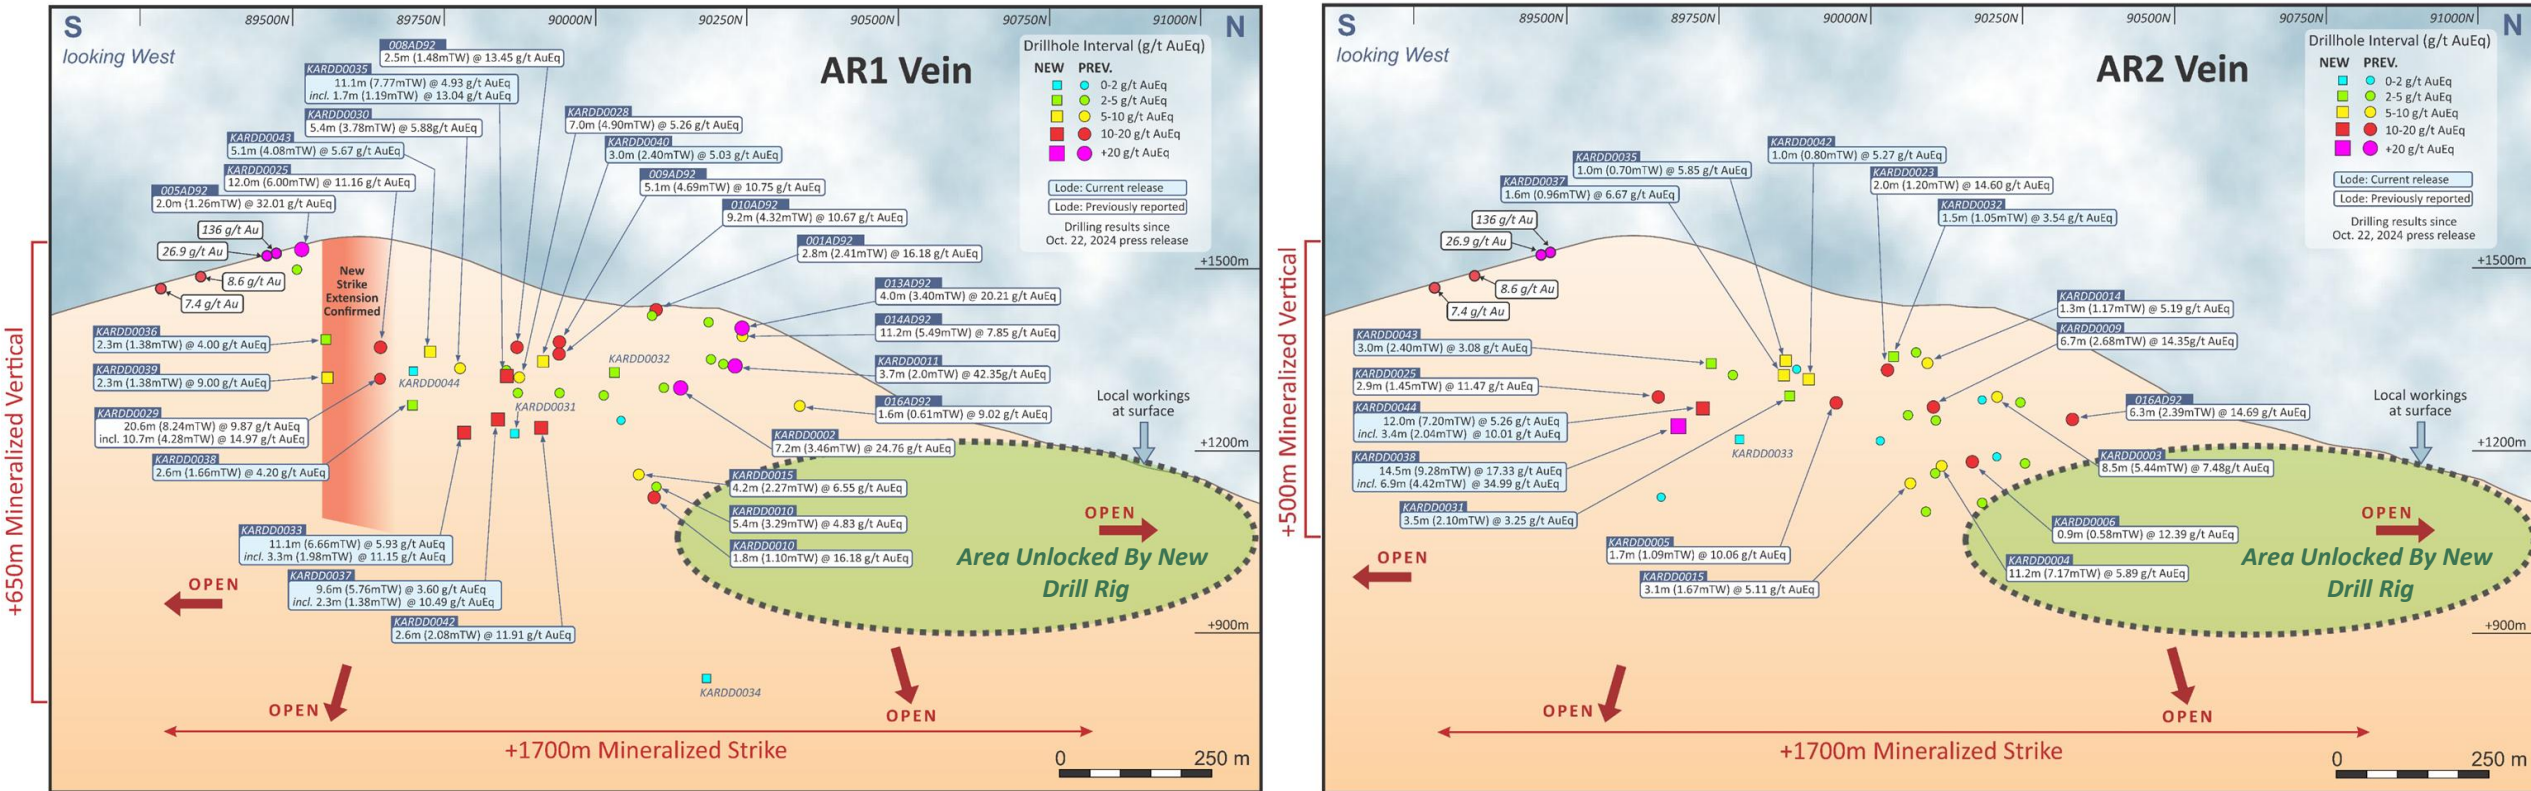 S
looking West
89500N
89750N
90000N
90250N
90500N
90750N
91000N
N
AR1 Vein
Drillhole Interval (g/t AuEq)
NEW PREV.
0-2 g/t AuEq
2-5 g/t AuEq
5-10 g/t AuEq
10-20 g/t AuEq
+20 g/t AuEq
Lode: Current release
Lode: Previously reported
Drilling results since
Oct. 22, 2024 press release
008AD92
2.5m (1.48mTW) @ 13.45 g/t AuEq
KARDD0035
11.1m (7.77mTW) @ 4.93 g/t AuEq
incl. 1.7m (1.19mTW) @ 13.04 g/t AuEq
KARDD0030
5.4m (3.78mTW) @ 5.88g/t AuEq
KARDD0043
5.1m (4.08mTW) @ 5.67 g/t AuEq
KARDD0025
12.0m (6.00mTW) @ 11.16 g/t AuEq
005AD92
2.0m (1.26mTW) @ 32.01 g/t AuEq
136 g/t Au
26.9 g/t Au
8.6 g/t Au
7.4 g/t Au
KARDD0028
7.0m (4.90mTW) @ 5.26 g/t AuEq
KARDD0040
3.0m (2.40mTW) @ 5.03 g/t AuEq
009AD92
5.1m (4.69mTW) @ 10.75 g/t AuEq
010AD92
9.2m (4.32mTW) @ 10.67 g/t AuEq
001AD92
2.8m (2.41mTW) @ 16.18 g/t AuEq
013AD92
4.0m (3.40mTW) @ 20.21 g/t AuEq
014AD92
11.2m (5.49mTW) @ 7.85 g/t AuEq
KARDD0011
3.7m (2.0mTW) @ 42.35g/t AuEq
016AD92
1.6m (0.61mTW) @ 9.02 g/t AuEq
KARDD0002
7.2m (3.46mTW) @ 24.76 g/t AuEq
KARDD0015
4.2m (2.27mTW) @ 6.55 g/t AuEq
KARDD0010
5.4m (3.29mTW) @ 4.83 g/t AuEq
KARDD0010
1.8m (1.10mTW) @ 16.18 g/t AuEq
New
Strike
Extension
Confirmed
KARDD0036
2.3m (1.38mTW) @ 4.00 g/t AuEq
KARDD0039
2.3m (1.38mTW) @ 9.00 g/t AuEq
KARDD0029
20.6m (8.24mTW) @ 9.87 g/t AuEq
incl. 10.7m (4.28mTW) @ 14.97 g/t AuEq
KARDD0038
2.6m (1.66mTW) @ 4.20 g/t AuEq
KARDD0033
11.1m (6.66mTW) @ 5.93 g/t AuEq
incl. 3.3m (1.98mTW) @ 11.15 g/t AuEq
KARDD0037
9.6m (5.76mTW) @ 3.60 g/t AuEq
incl. 2.3m (1.38mTW) @ 10.49 g/t AuEq
KARDD0042
2.6m (2.08mTW) @ 11.91 g/t AuEq
KARDD0044
KARDD0031
KARDD0032
KARDD0034
Local workings
at surface
+1500m
+1200m
+900m
OPEN
Area Unlocked By New
Drill Rig
OPEN
OPEN
OPEN
+650m Mineralized Vertical
+1700m Mineralized Strike
0
250 m
S
looking West
89500N
89750N
90000N
90250N
90500N
90750N
91000N
N
AR2 Vein
Drillhole Interval (g/t AuEq)
NEW PREV.
0-2 g/t AuEq
2-5 g/t AuEq
5-10 g/t AuEq
10-20 g/t AuEq
+20 g/t AuEq
Lode: Current release
Lode: Previously reported
Drilling results since
Oct. 22, 2024 press release
KARDD0042
1.0m (0.80mTW) @ 5.27 g/t AuEq
KARDD0035
1.0m (0.70mTW) @ 5.85 g/t AuEq
KARDD0037
1.6m (0.96mTW) @ 6.67 g/t AuEq
KARDD0023
2.0m (1.20mTW) @ 14.60 g/t AuEq
KARDD0032
1.5m (1.05mTW) @ 3.54 g/t AuEq
136 g/t Au
26.9 g/t Au
8.6 g/t Au
7.4 g/t Au
KARDD0014
1.3m (1.17mTW) @ 5.19 g/t AuEq
KARDD0009
6.7m (2.68mTW) @ 14.35g/t AuEq
016AD92
6.3m (2.39mTW) @ 14.69 g/t AuEq
KARDD0003
8.5m (5.44mTW) @ 7.48g/t AuEq
KARDD0006
0.9m (0.58mTW) @ 12.39 g/t AuEq
KARDD0004
11.2m (7.17mTW) @ 5.89 g/t AuEq
KARDD0043
3.0m (2.40mTW) @ 3.08 g/t AuEq
KARDD0025
2.9m (1.45mTW) @ 11.47 g/t AuEq
KARDD0044
12.0m (7.20mTW) @ 5.26 g/t AuEq
incl. 3.4m (2.04mTW) @ 10.01 g/t AuEq
KARDD0038
14.5m (9.28mTW) @ 17.33 g/t AuEq
incl. 6.9m (4.42mTW) @ 34.99 g/t AuEq
KARDD0031
3.5m (2.10mTW) @ 3.25 g/t AuEq
KARDD0005
1.7m (1.09mTW) @ 10.06 g/t AuEq
KARDD0015
3.1m (1.67mTW) @ 5.11 g/t AuEq
KARDD0033
Local workings
at surface
+1500m
+1200m
+900m
OPEN
Area Unlocked By New
Drill Rig
OPEN
OPEN
OPEN
+500m Mineralized Vertical
+1700m Mineralized Strike
0
250 m